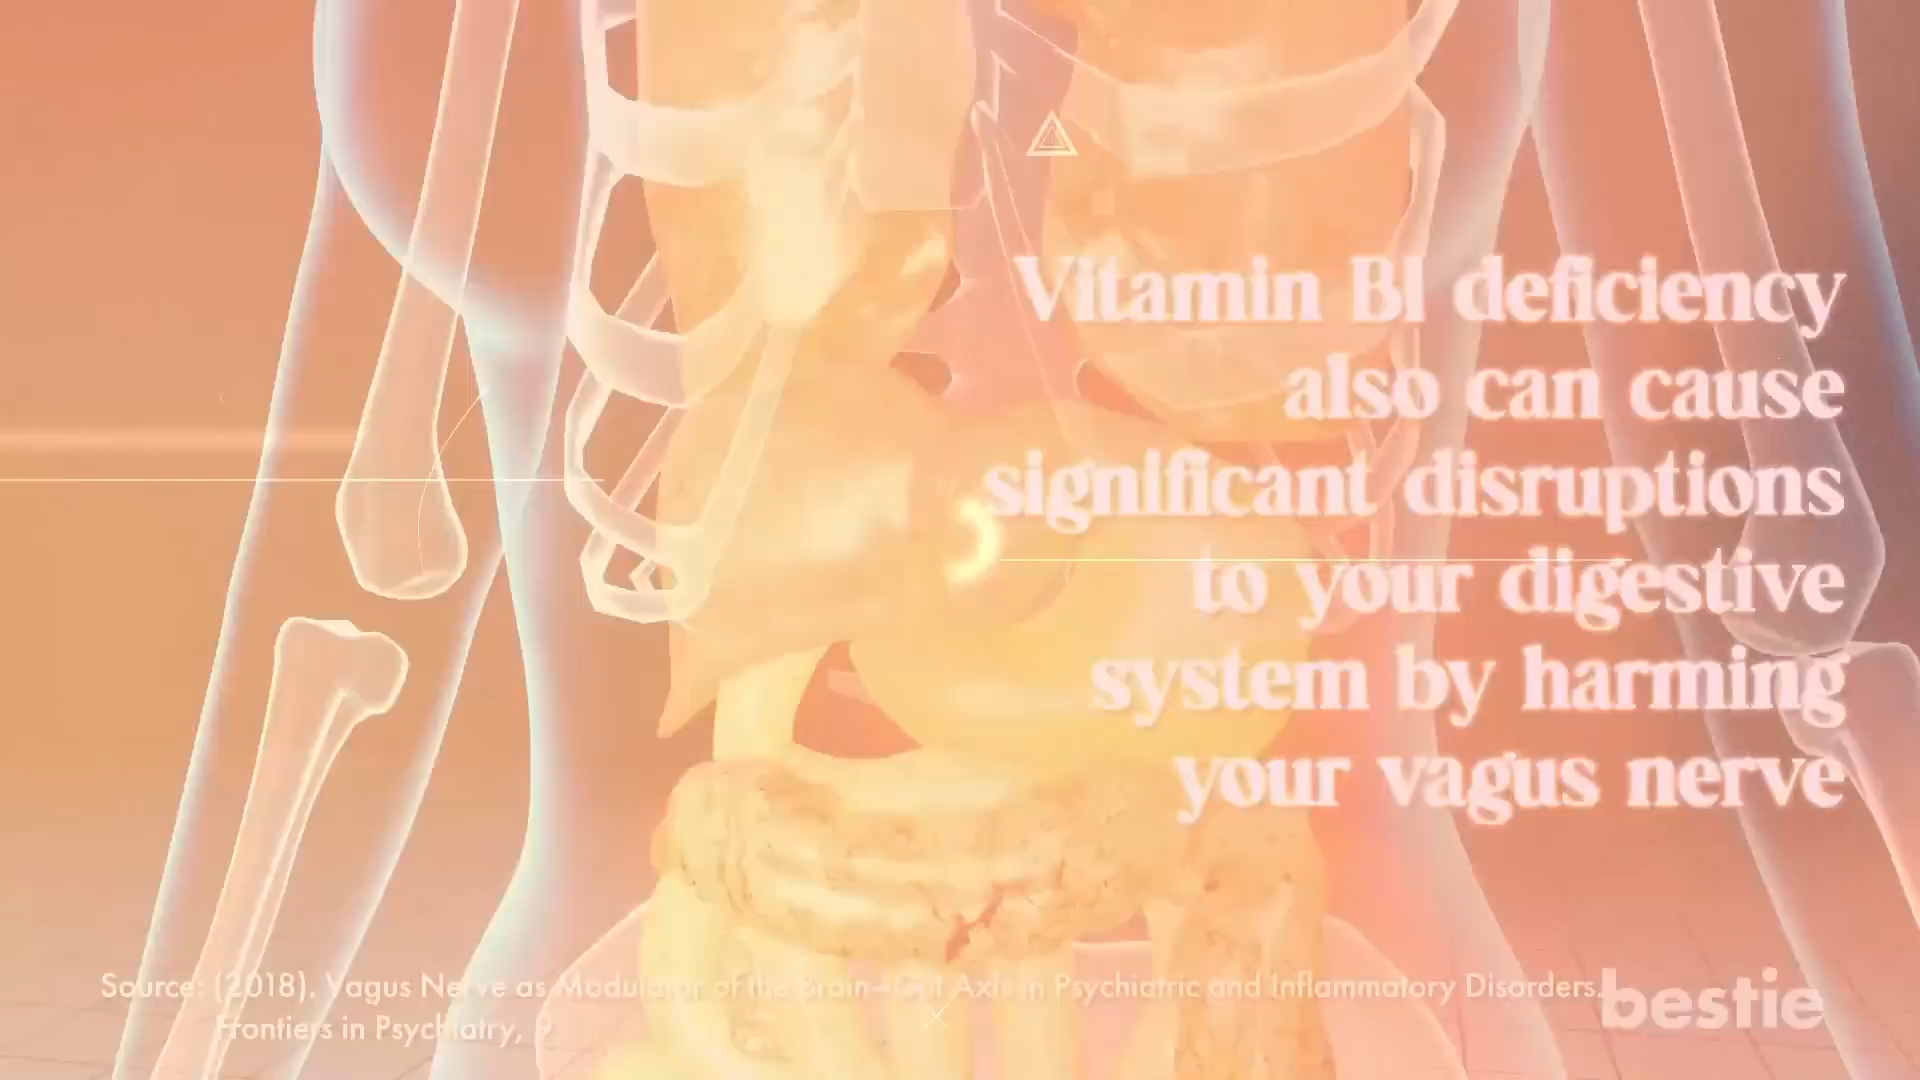 Vitamin B1 deficiency
also can cause
significant disruptions
to your digestive
system by harming
your vagus nerve
Source: (2018). Vagus Nerve as Modulator of the Brain–Gut Axis in Psychiatric and Inflammatory Disorders.
Frontiers in Psychiatry, 9
bestie